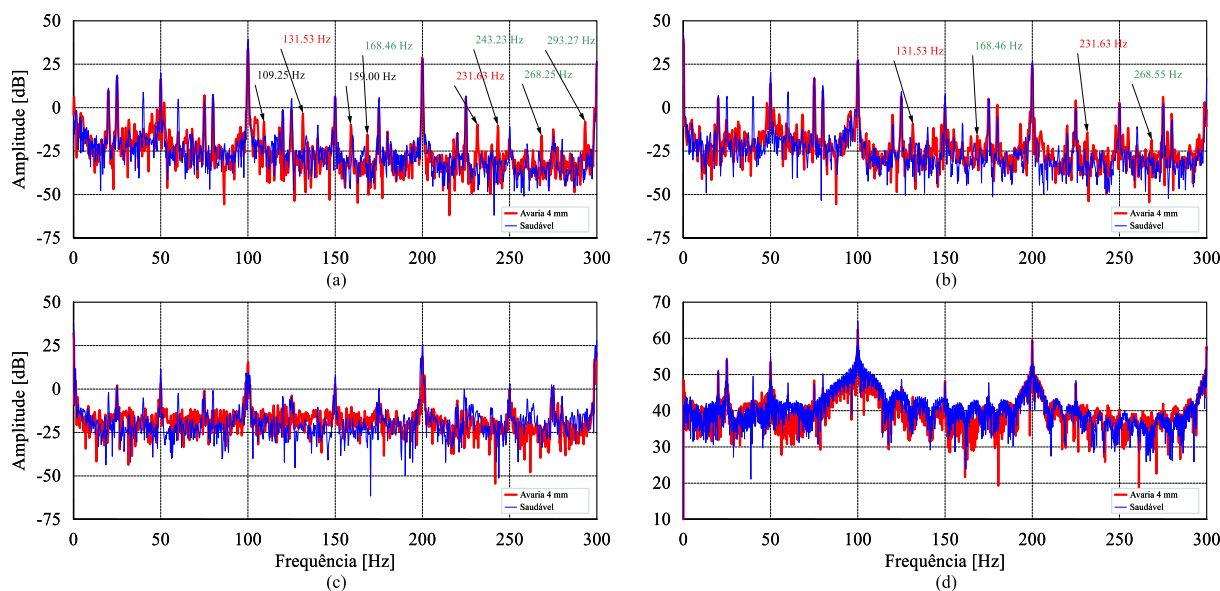 50
25
0
-25
-50
-75
Amplitude [dB]
131.53 Hz
109.25 Hz
168.46 Hz
159.00 Hz
243.23 Hz
231.63 Hz
293.27 Hz
268.25 Hz
Avaria 4 mm
Saudável
0 50 100 150 200 250 300
(a)
50
25
0
-25
-50
-75
131.53 Hz
168.46 Hz
231.63 Hz
268.55 Hz
Avaria 4 mm
Saudável
0 50 100 150 200 250 300
(b)
50
25
0
-25
-50
-75
Amplitude [dB]
Avaria 4 mm
Saudável
0 50 100 150 200 250 300
Frequência [Hz]
(c)
70
60
50
40
30
20
10
Avaria 4 mm
Saudável
0 50 100 150 200 250 300
Frequência [Hz]
(d)